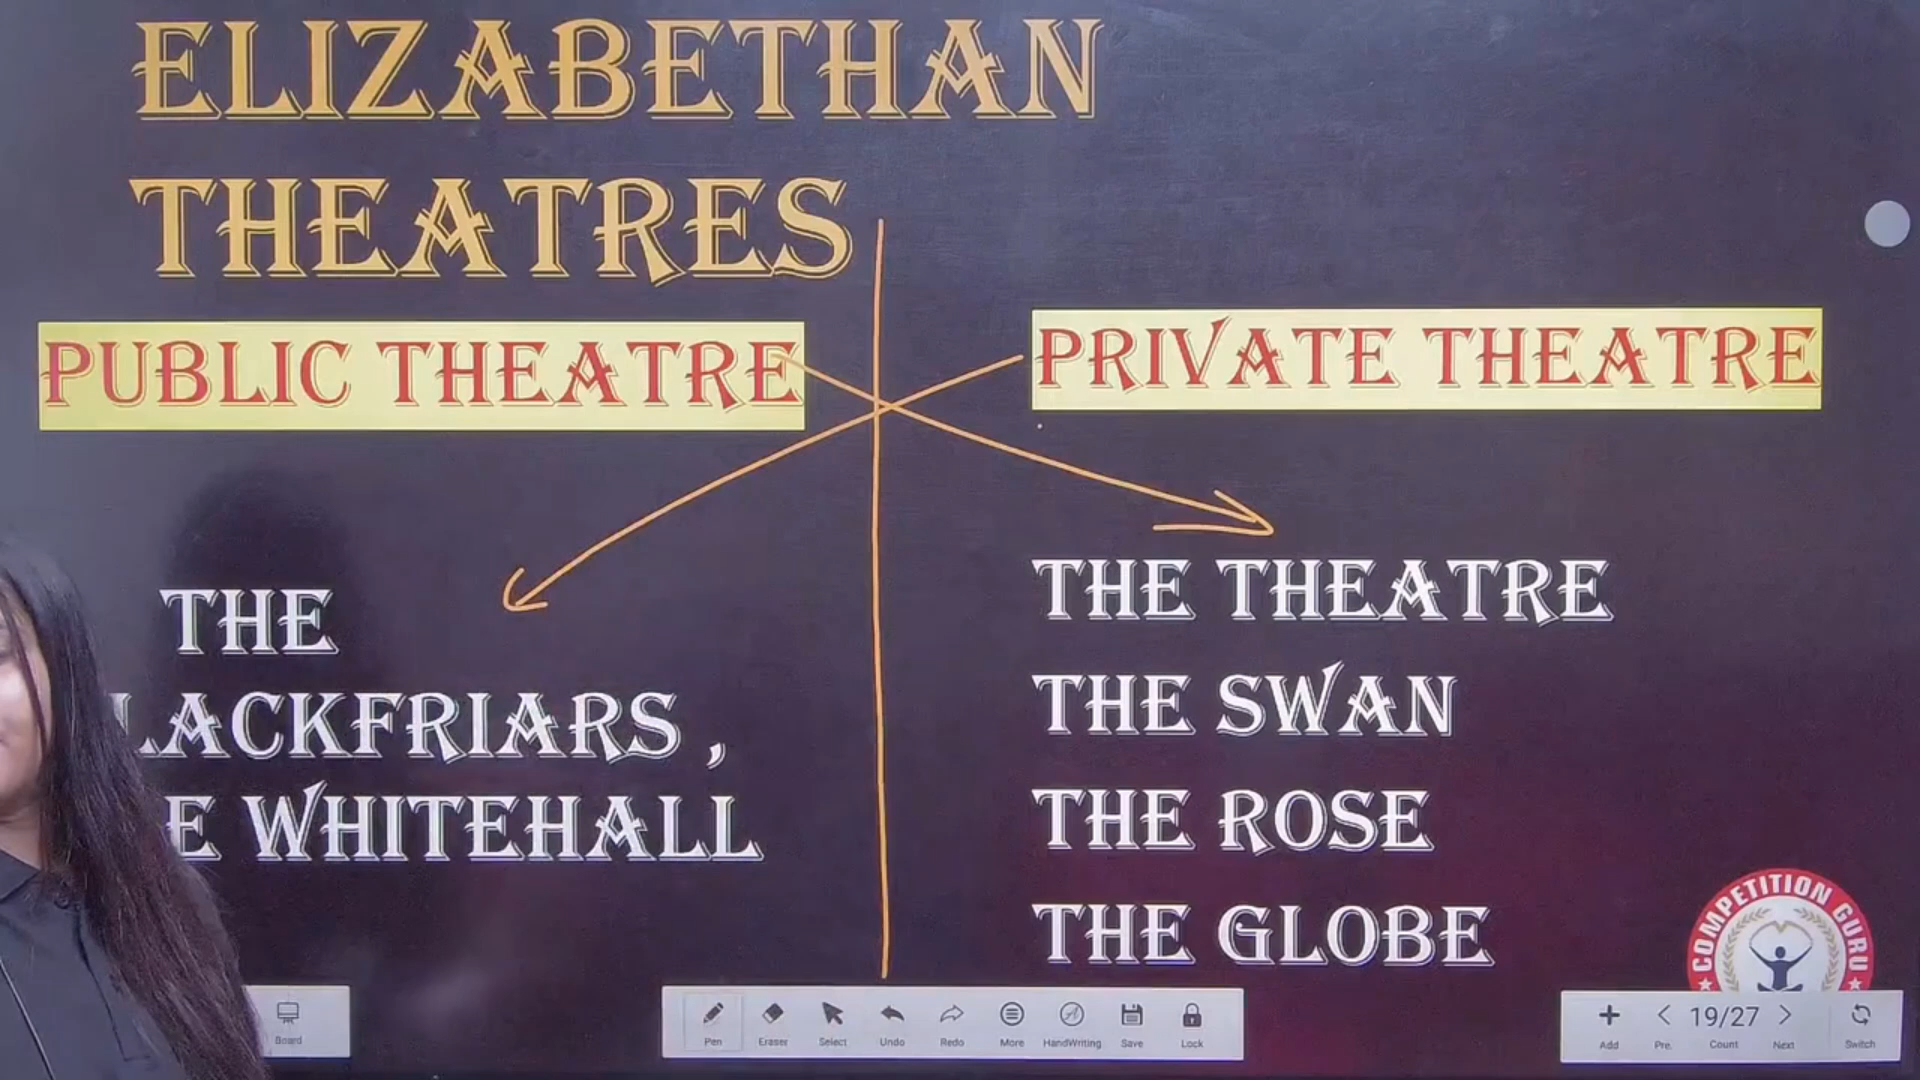 ELIZABETHAN
THEATRES
PUBLIC THEATRE
PRIVATE THEATRE
THE
LACKFRIARS ,
E WHITEHALL
THE THEATRE
THE SWAN
THE ROSE
THE GLOBE
COMPETITION GURU
Board
Pen Eraser Select Undo Redo More HandWriting Save Lock
19/27
Add Pre. Count Next Switch